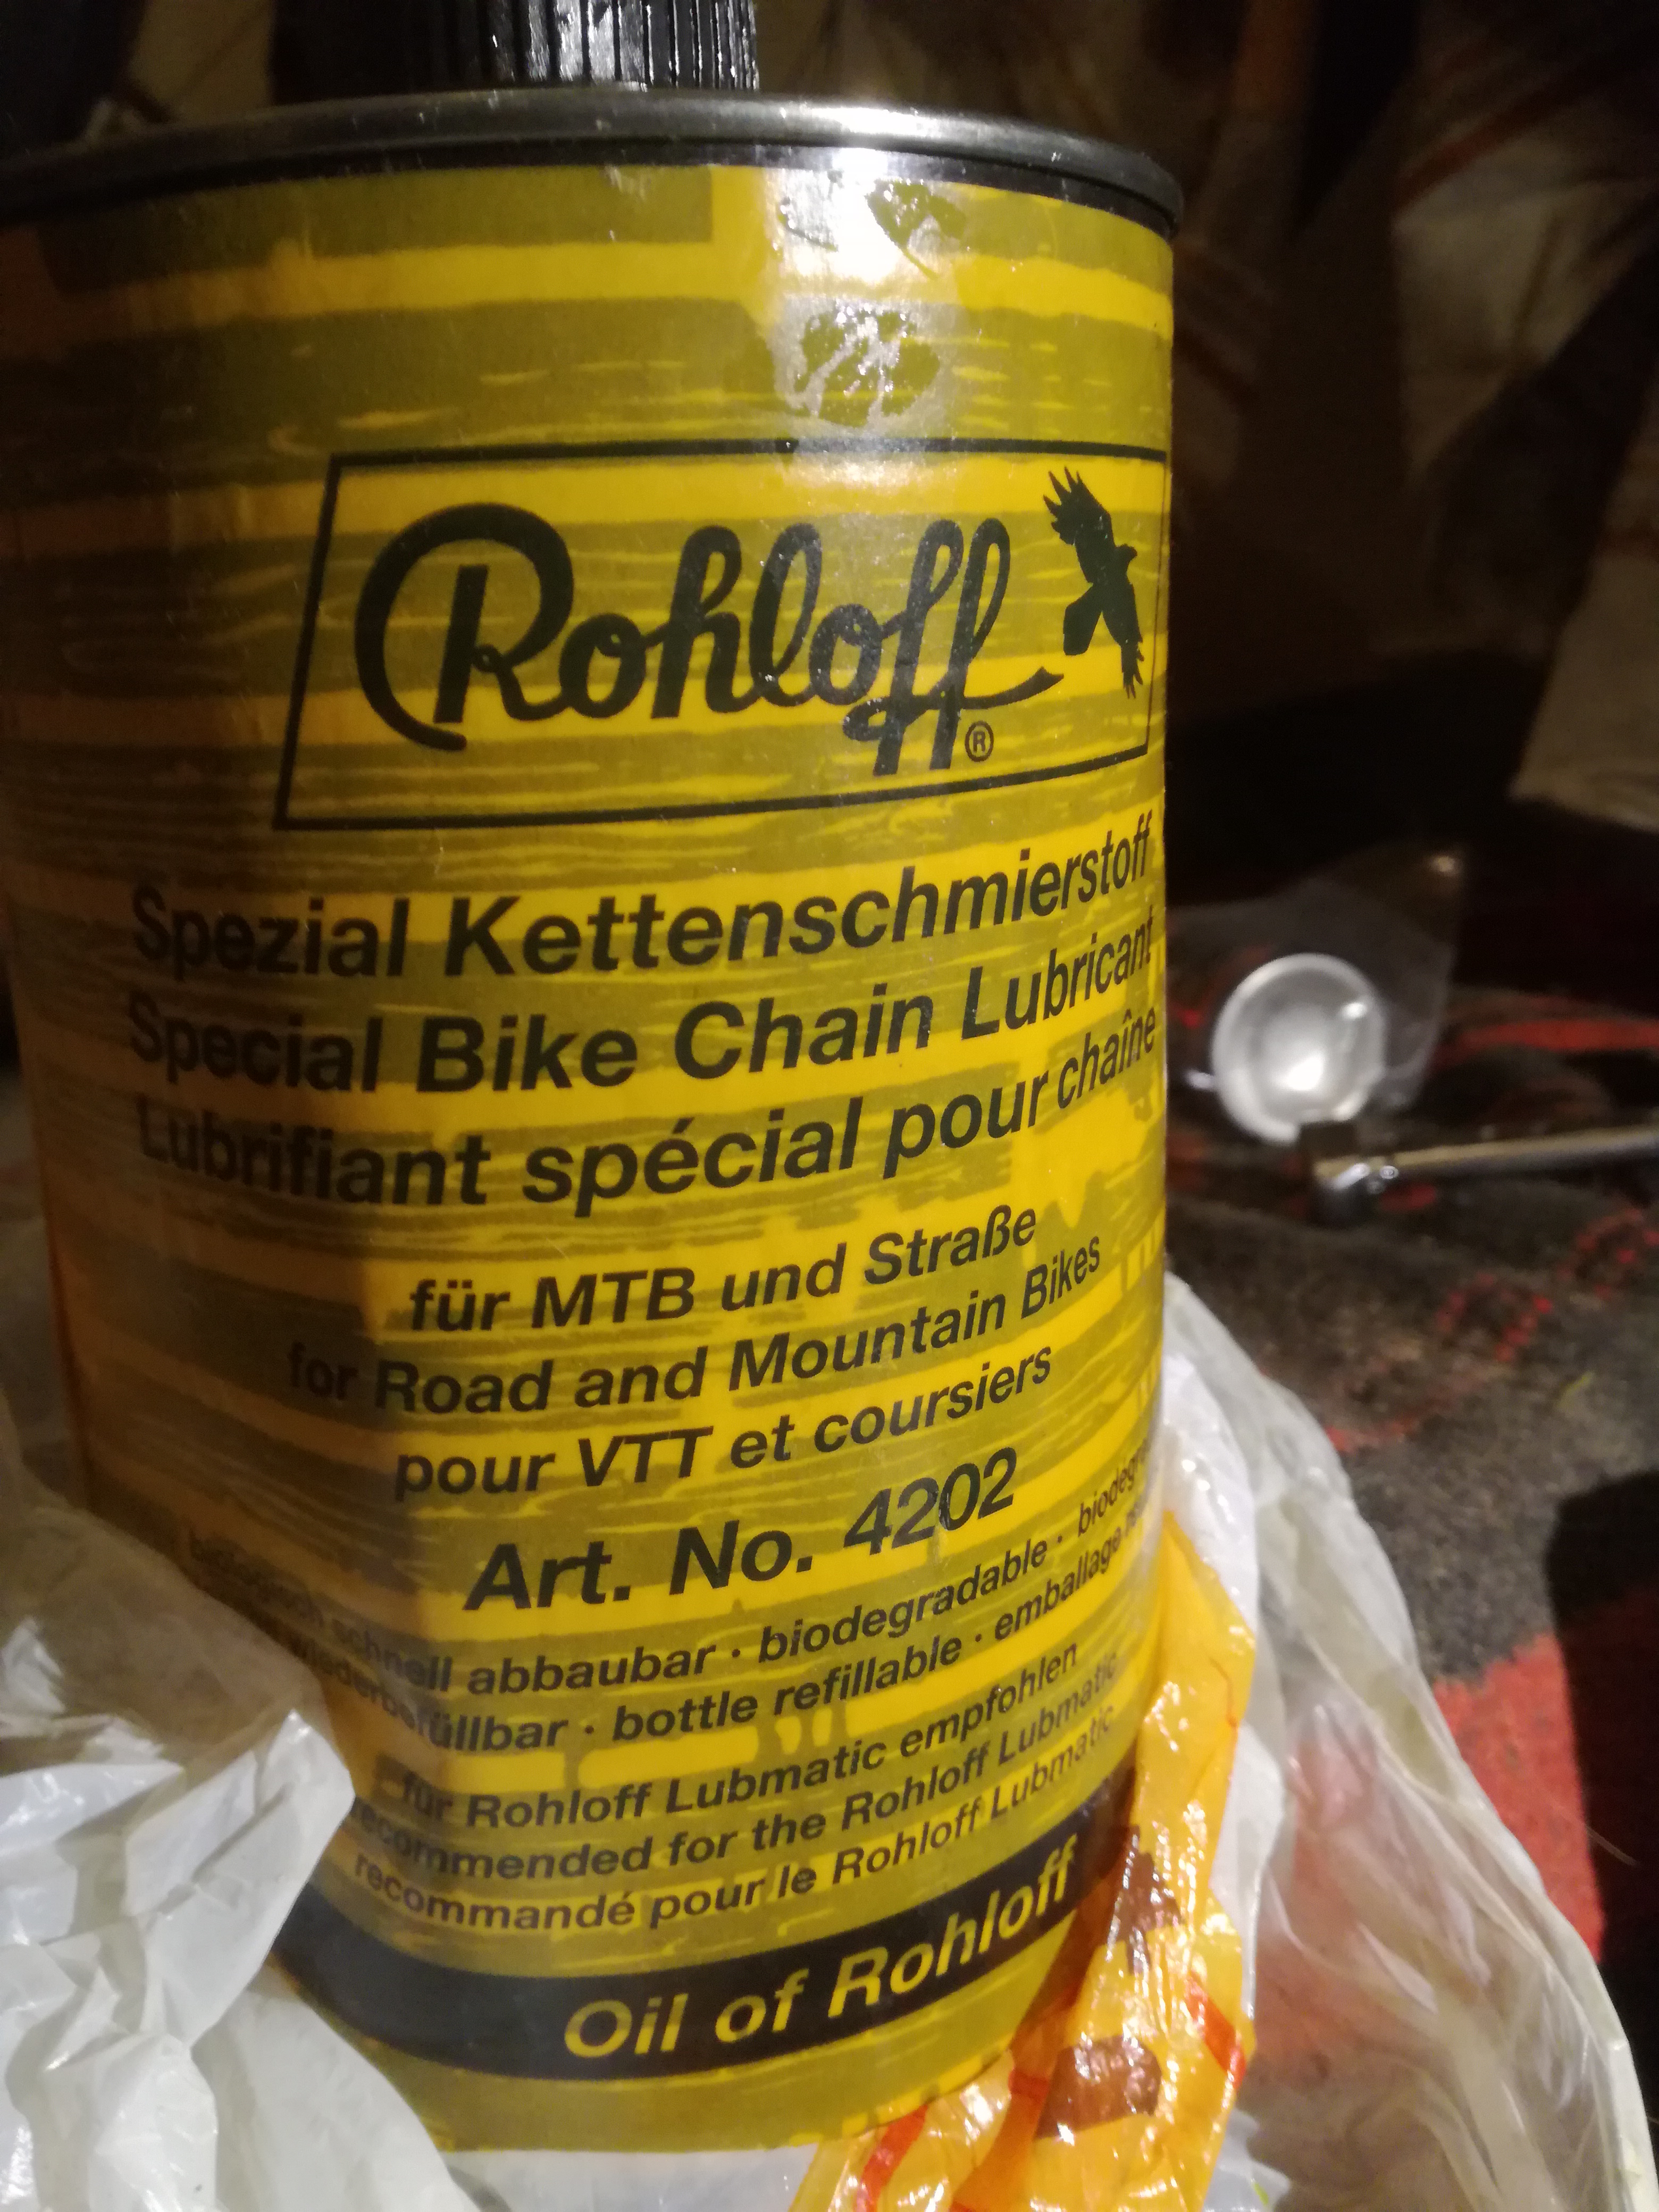 Rohloff®
Spezial Kettenschmierstoff
Special Bike Chain Lubricant
Lubrifiant spécial pour chaîne
für MTB und Straße
for Road and Mountain Bikes
pour VTT et coursiers
Art. No. 4202
biologisch schnell abbaubar · biodegradable ·
wiederbefüllbar · bottle refillable · emballage
für Rohloff Lubmatic empfohlen
recommended for the Rohloff Lubmatic
recommandé pour le Rohloff Lubmatic
Oil of Rohloff